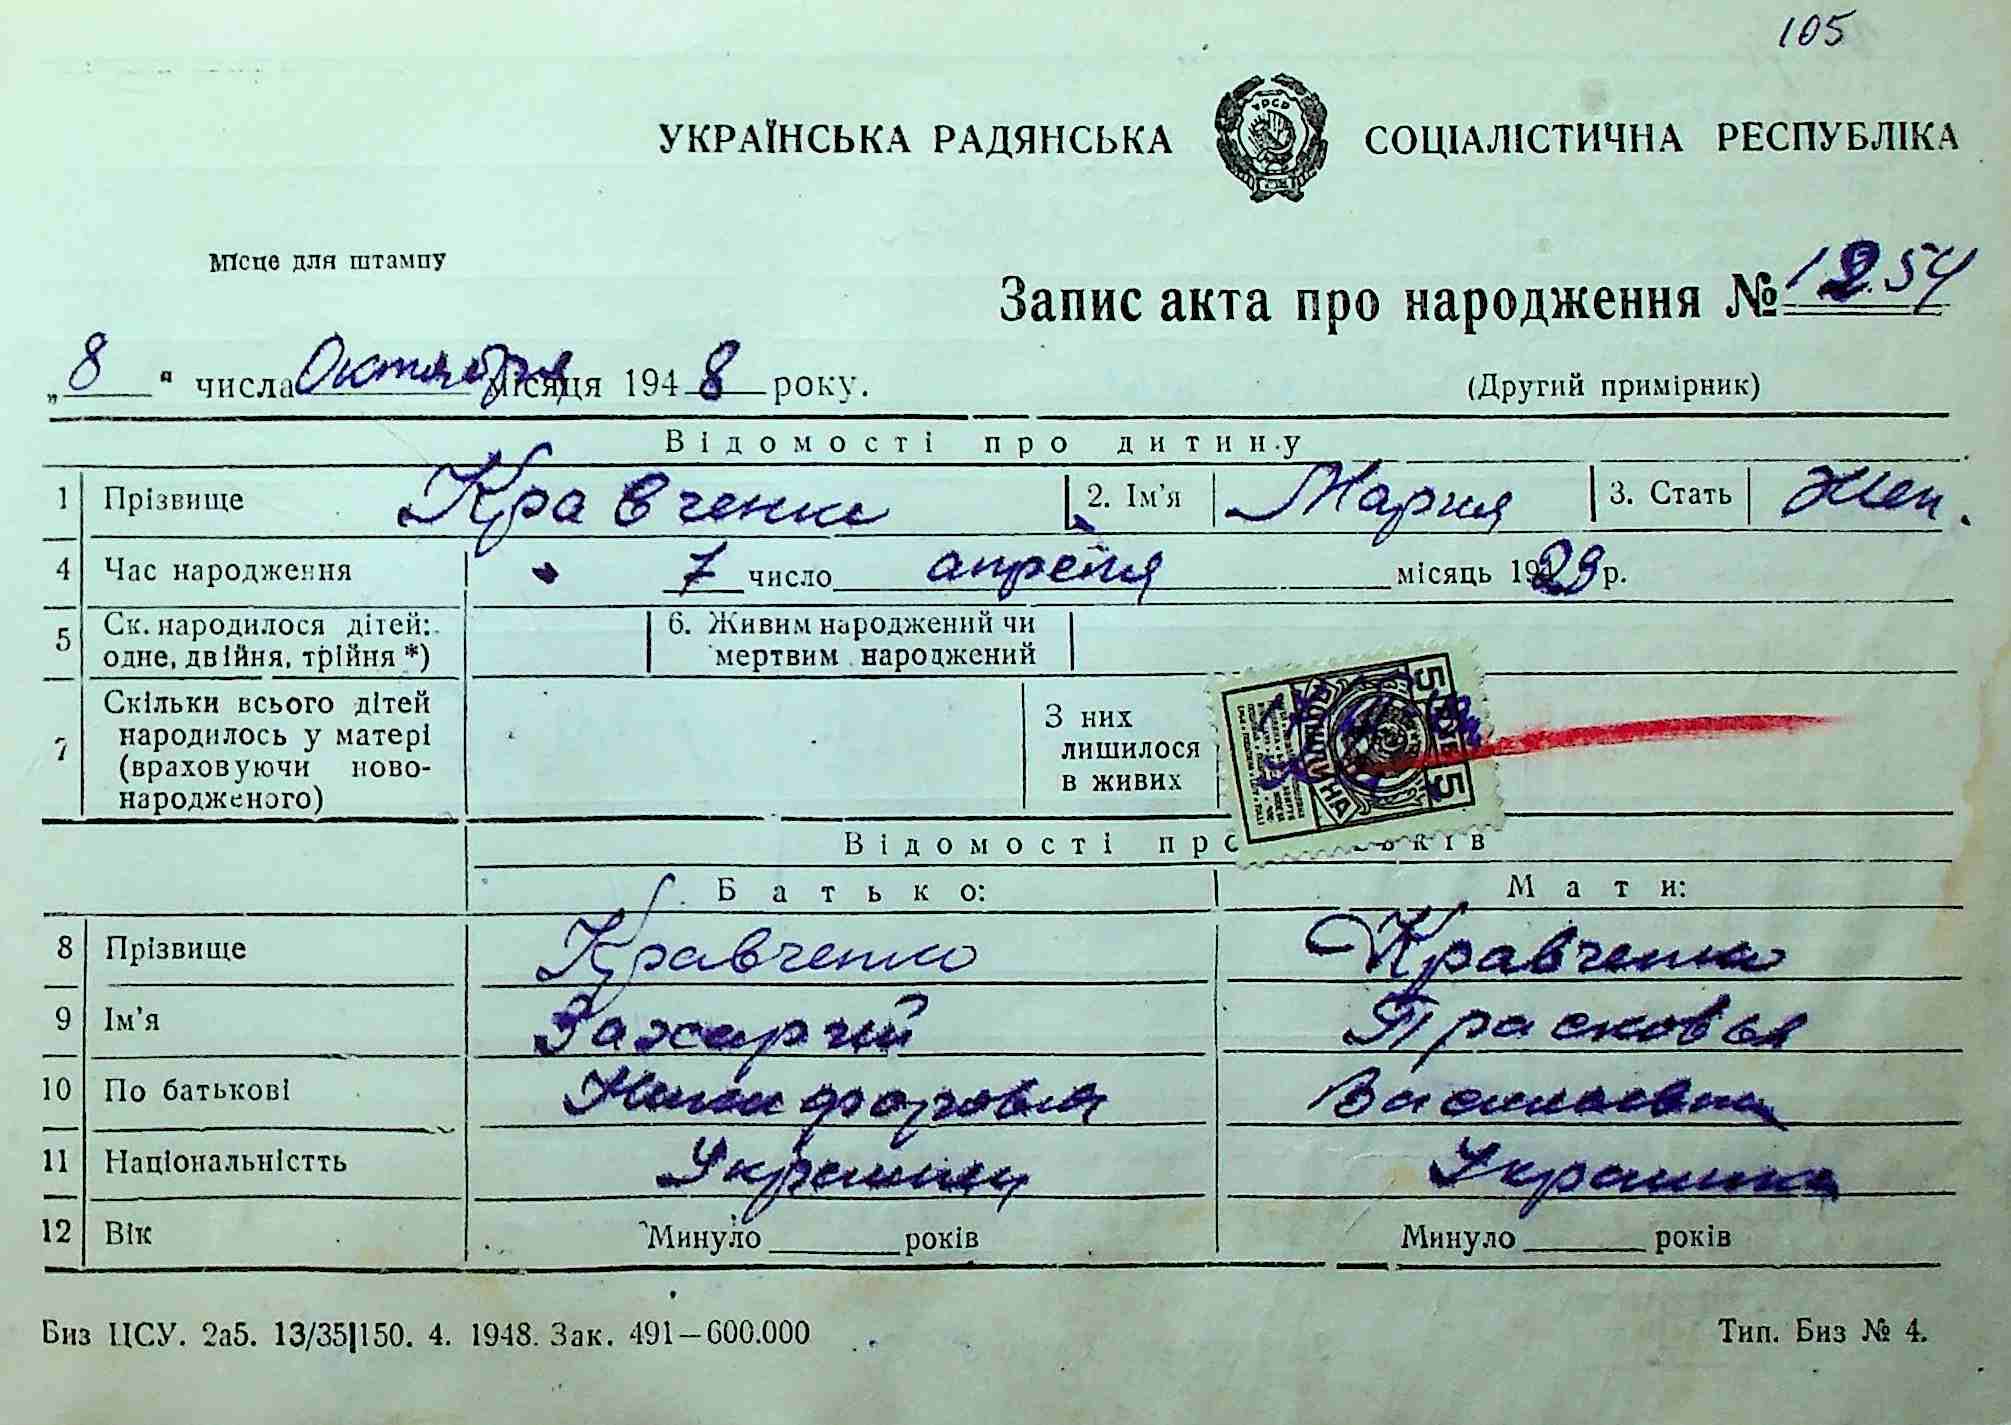 105
УКРАЇНСЬКА РАДЯНСЬКА СОЦІАЛІСТИЧНА РЕСПУБЛІКА
УРСР
Місце для штампу
Запис акта про народження № 1254
„8“ числа Октября місяця 1948 року.
(Другий примірник)
Відомості про дитину
1 Прізвище Кравченко 2. Ім'я Мария 3. Стать Жен.
4 Час народження 7 число апреля місяць 1929 р.
5 Ск. народилося дітей: одне, двійня, трійня *) 6. Живим народжений чи мертвим народжений
7 Скільки всього дітей народилось у матері (враховуючи новонародженого) З них лишилося в живих
5 5
Відомості про батьків
Батько: Мати:
8 Прізвище Кравченко Кравченко
9 Ім'я Захарий Прасковья
10 По батькові Никифорович Васильевна
11 Національністть Украинец Украинка
12 Вік Минуло років Минуло років
Биз ЦСУ. 2а5. 13/35|150. 4. 1948. Зак. 491—600.000 Тип. Биз № 4.